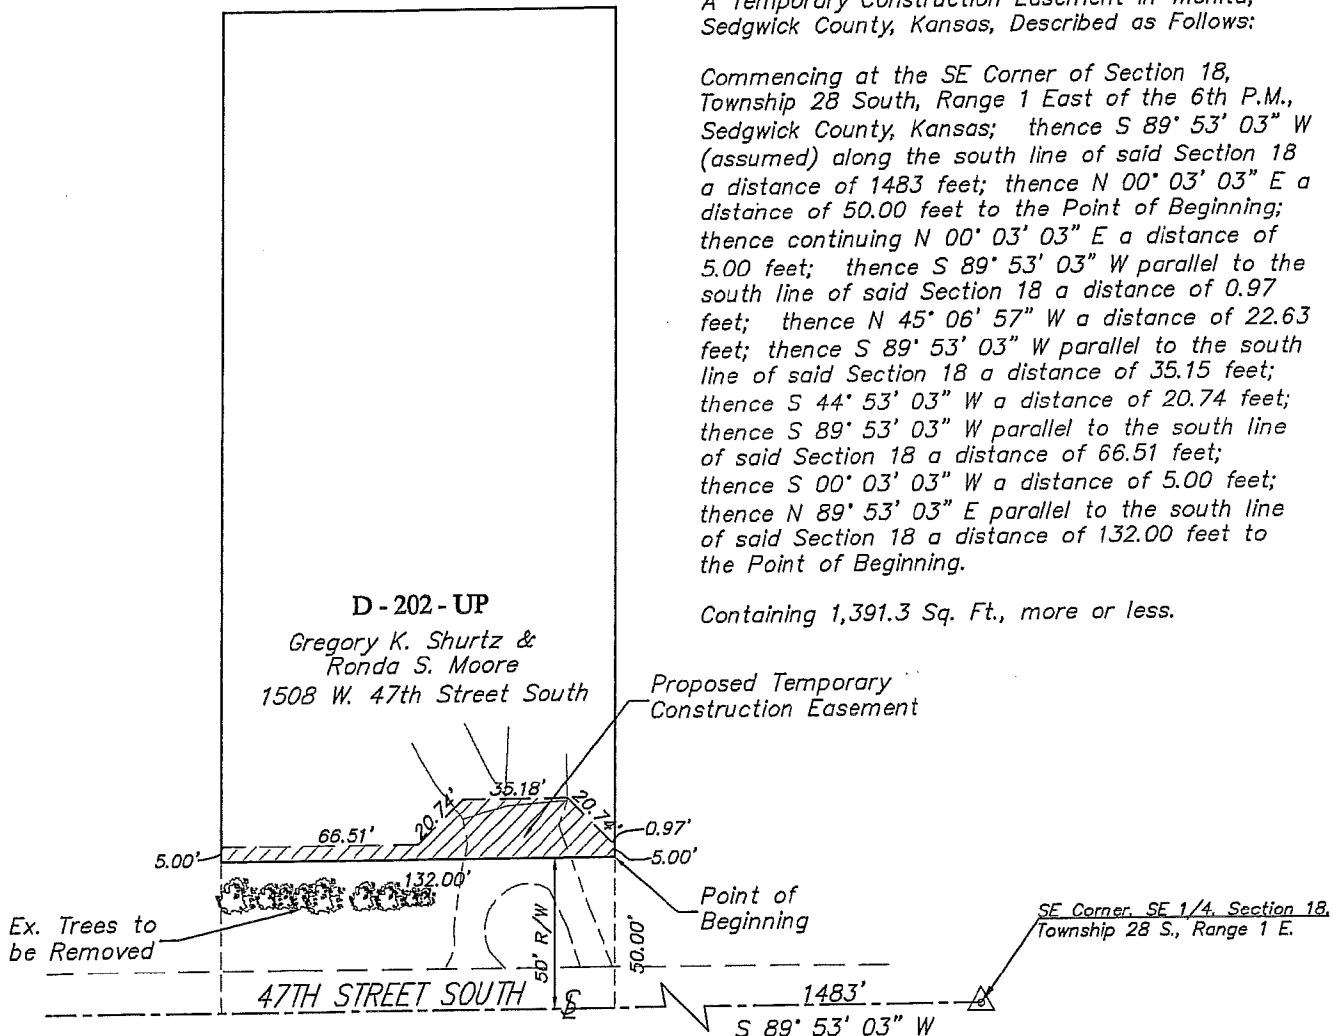 A Temporary Construction Easement in Wichita,
Sedgwick County, Kansas, Described as Follows:
Commencing at the SE Corner of Section 18,
Township 28 South, Range 1 East of the 6th P.M.,
Sedgwick County, Kansas; thence S 89° 53' 03" W
(assumed) along the south line of said Section 18
a distance of 1483 feet; thence N 00° 03' 03" E a
distance of 50.00 feet to the Point of Beginning;
thence continuing N 00° 03' 03" E a distance of
5.00 feet; thence S 89° 53' 03" W parallel to the
south line of said Section 18 a distance of 0.97
feet; thence N 45° 06' 57" W a distance of 22.63
feet; thence S 89° 53' 03" W parallel to the south
line of said Section 18 a distance of 35.15 feet;
thence S 44° 53' 03" W a distance of 20.74 feet;
thence S 89° 53' 03" W parallel to the south line
of said Section 18 a distance of 66.51 feet;
thence S 00° 03' 03" W a distance of 5.00 feet;
thence N 89° 53' 03" E parallel to the south line
of said Section 18 a distance of 132.00 feet to
the Point of Beginning.
Containing 1,391.3 Sq. Ft., more or less.
D - 202 - UP
Gregory K. Shurtz &
Ronda S. Moore
1508 W. 47th Street South
Proposed Temporary
Construction Easement
35.18'
20.74'
20.74'
66.51'
0.97'
5.00'
5.00'
132.00'
Point of
Beginning
Ex. Trees to
be Removed
50' R/W
50.00'
SE Corner, SE 1/4, Section 18,
Township 28 S., Range 1 E.
47TH STREET SOUTH
1483'
S 89° 53' 03" W